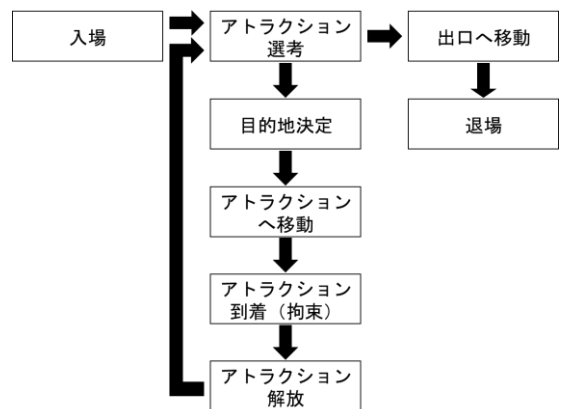 入場
アトラクション
選考
出口へ移動
目的地決定
退場
アトラクション
へ移動
アトラクション
到着（拘束）
アトラクション
解放